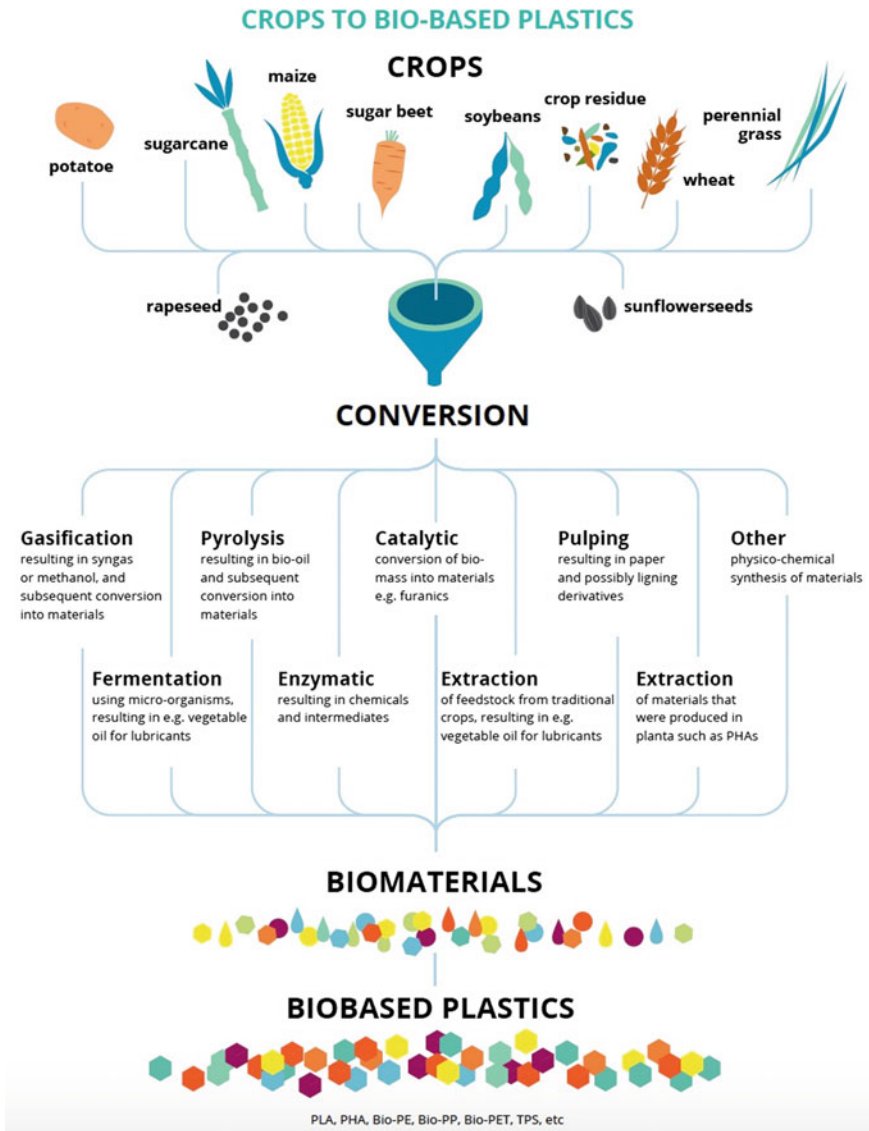 CROPS TO BIO-BASED PLASTICS
CROPS
potatoe
sugarcane
maize
sugar beet
soybeans
crop residue
wheat
perennial
grass
rapeseed
sunflowerseeds
CONVERSION
Gasification
resulting in syngas
or methanol, and
subsequent conversion
into materials
Pyrolysis
resulting in bio-oil
and subsequent
conversion into
materials
Catalytic
conversion of bio-
mass into materials
e.g. furanics
Pulping
resulting in paper
and possibly ligning
derivatives
Other
physico-chemical
synthesis of materials
Fermentation
using micro-organisms,
resulting in e.g. vegetable
oil for lubricants
Enzymatic
resulting in chemicals
and intermediates
Extraction
of feedstock from traditional
crops, resulting in e.g.
vegetable oil for lubricants
Extraction
of materials that
were produced in
planta such as PHAs
BIOMATERIALS
BIOBASED PLASTICS
PLA, PHA, Bio-PE, Bio-PP, Bio-PET, TPS, etc